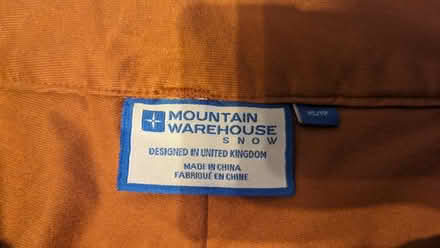 MOUNTAIN
WAREHOUSE
SNOW
DESIGNED IN UNITED KINGDOM
MADE IN CHINA
FABRIQUÉ EN CHINE